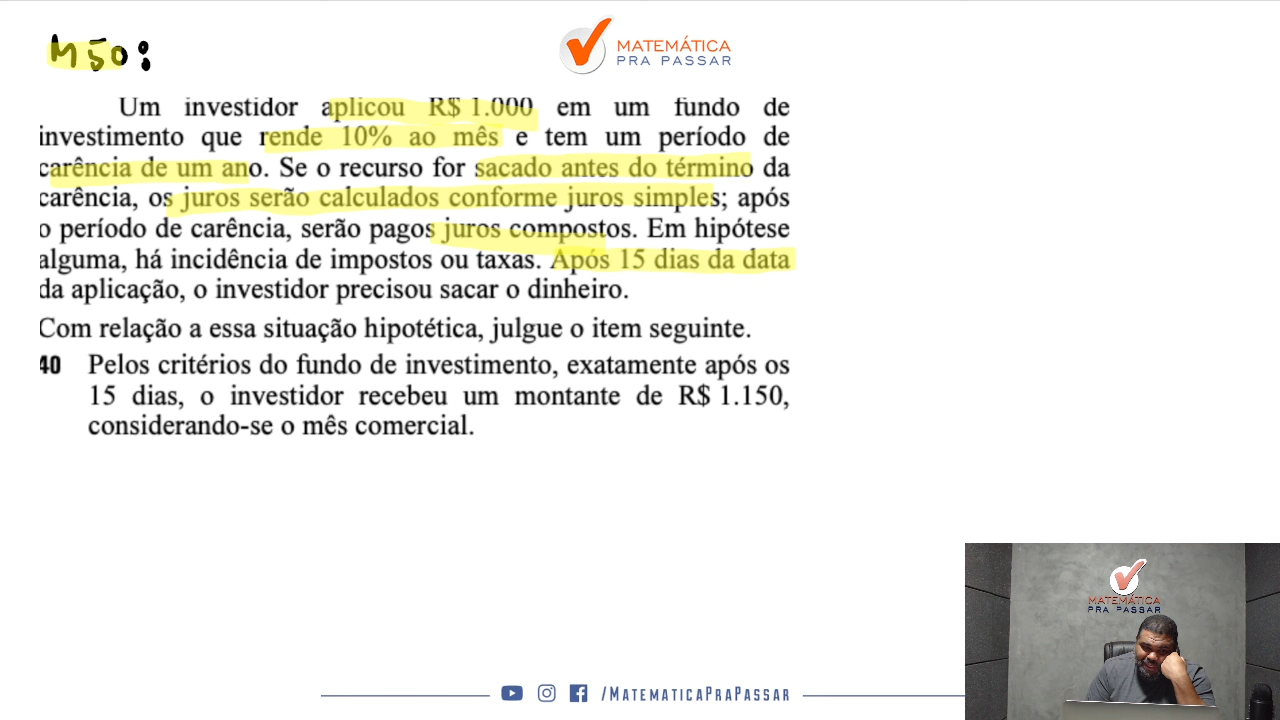 M50:
MATEMÁTICA
PRA PASSAR
Um investidor aplicou R$ 1.000 em um fundo de
investimento que rende 10% ao mês e tem um período de
carência de um ano. Se o recurso for sacado antes do término da
carência, os juros serão calculados conforme juros simples; após
o período de carência, serão pagos juros compostos. Em hipótese
alguma, há incidência de impostos ou taxas. Após 15 dias da data
da aplicação, o investidor precisou sacar o dinheiro.
Com relação a essa situação hipotética, julgue o item seguinte.
40 Pelos critérios do fundo de investimento, exatamente após os
15 dias, o investidor recebeu um montante de R$ 1.150,
considerando-se o mês comercial.
MATEMÁTICA
PRA PASSAR
/MATEMATICAPRAPASSAR